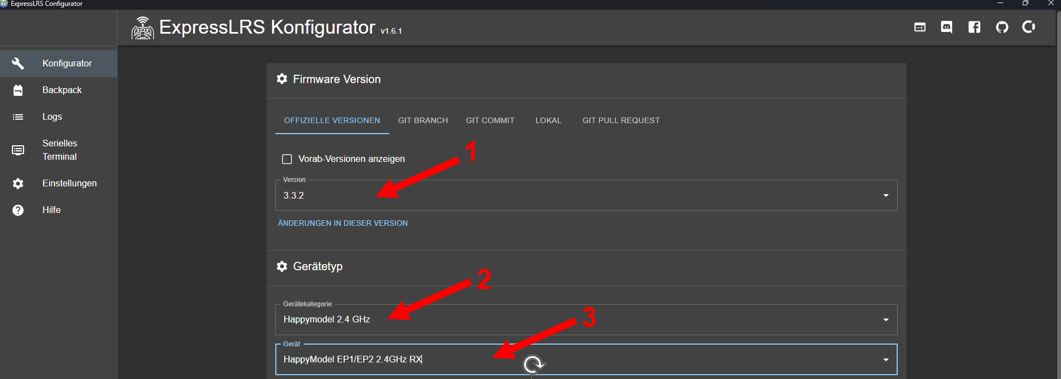 ExpressLRS Konfigurator
ExpressLRS Konfigurator v1.6.1
Konfigurator
Backpack
Logs
Serielles
Terminal
Einstellungen
Hilfe
Firmware Version
OFFIZIELLE VERSIONEN GIT BRANCH GIT COMMIT LOKAL GIT PULL REQUEST
Vorab-Versionen anzeigen
1
Version
3.3.2
ÄNDERUNGEN IN DIESER VERSION
Gerätetyp
2
Gerätekategorie
Happymodel 2.4 GHz
3
Gerät
HappyModel EP1/EP2 2.4GHz RX